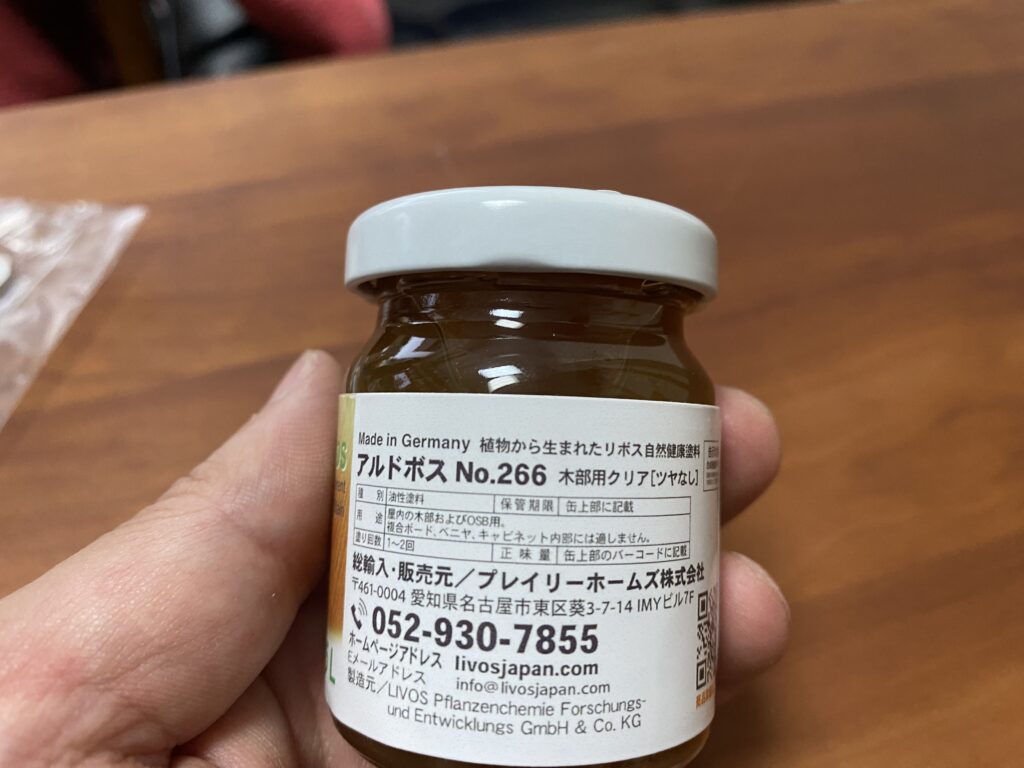 Made in Germany 植物から生まれたリボス自然健康塗料
アルドボス No.266 木部用クリア[ツヤなし]
種 別 油性塗料 保管期限 缶上部に記載
用 途 屋内の木部およびOSB用。
複合ボード、ベニヤ、キャビネット内部には適しません。
塗り回数 1〜2回 正 味 量 缶上部のバーコードに記載
総輸入・販売元／プレイリーホームズ株式会社
〒461-0004 愛知県名古屋市東区葵3-7-14 IMYビル7F
052-930-7855
ホームページアドレス livosjapan.com
Eメールアドレス info@livosjapan.com
製造元／LIVOS Pflanzenchemie Forschungs-
und Entwicklungs GmbH & Co. KG